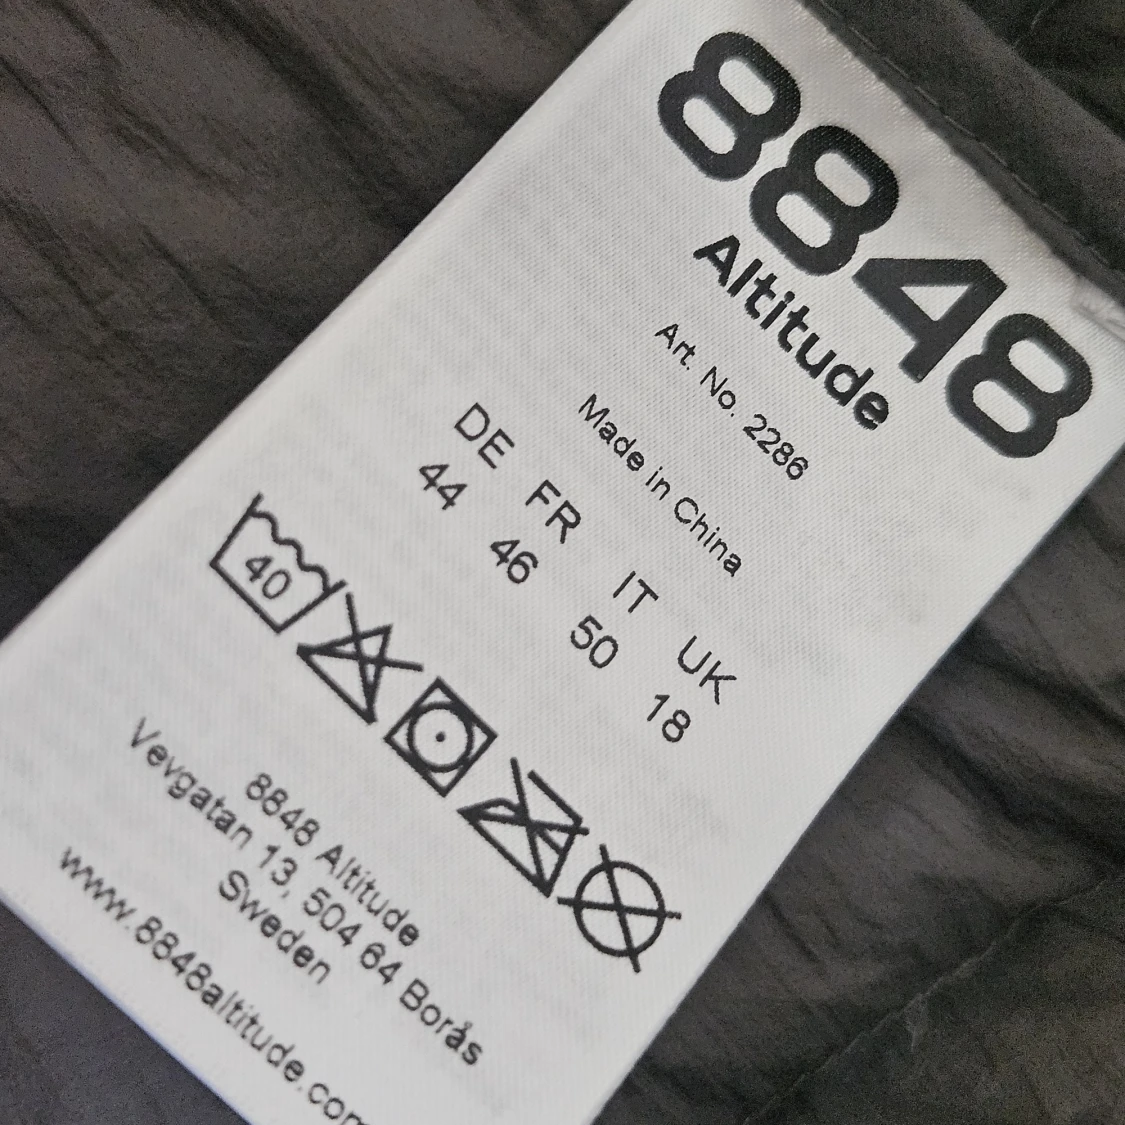 8848
Altitude
Art. No. 2286
Made in China
DE FR IT UK
44 46 50 18
40
8848 Altitude
Vevgatan 13, 504 64 Borås
Sweden
www.8848altitude.com